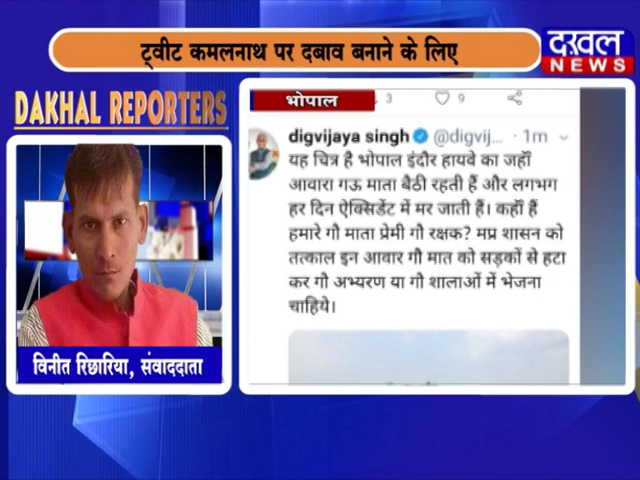 ट्वीट कमलनाथ पर दबाव बनाने के लिए
दखल
NEWS
DAKHAL REPORTERS
भोपाल
3
9
digvijaya singh @digvij... · 1m
यह चित्र है भोपाल इंदौर हायवे का जहाँ
आवारा गऊ माता बैठी रहती हैं और लगभग
हर दिन ऐक्सिडेंट में मर जाती हैं। कहाँ हैं
हमारे गौ माता प्रेमी गौ रक्षक? मप्र शासन को
तत्काल इन आवार गौ मात को सड़कों से हटा
कर गौ अभ्यरण या गौ शालाओं में भेजना
चाहिये।
विनीत रिछारिया, संवाददाता